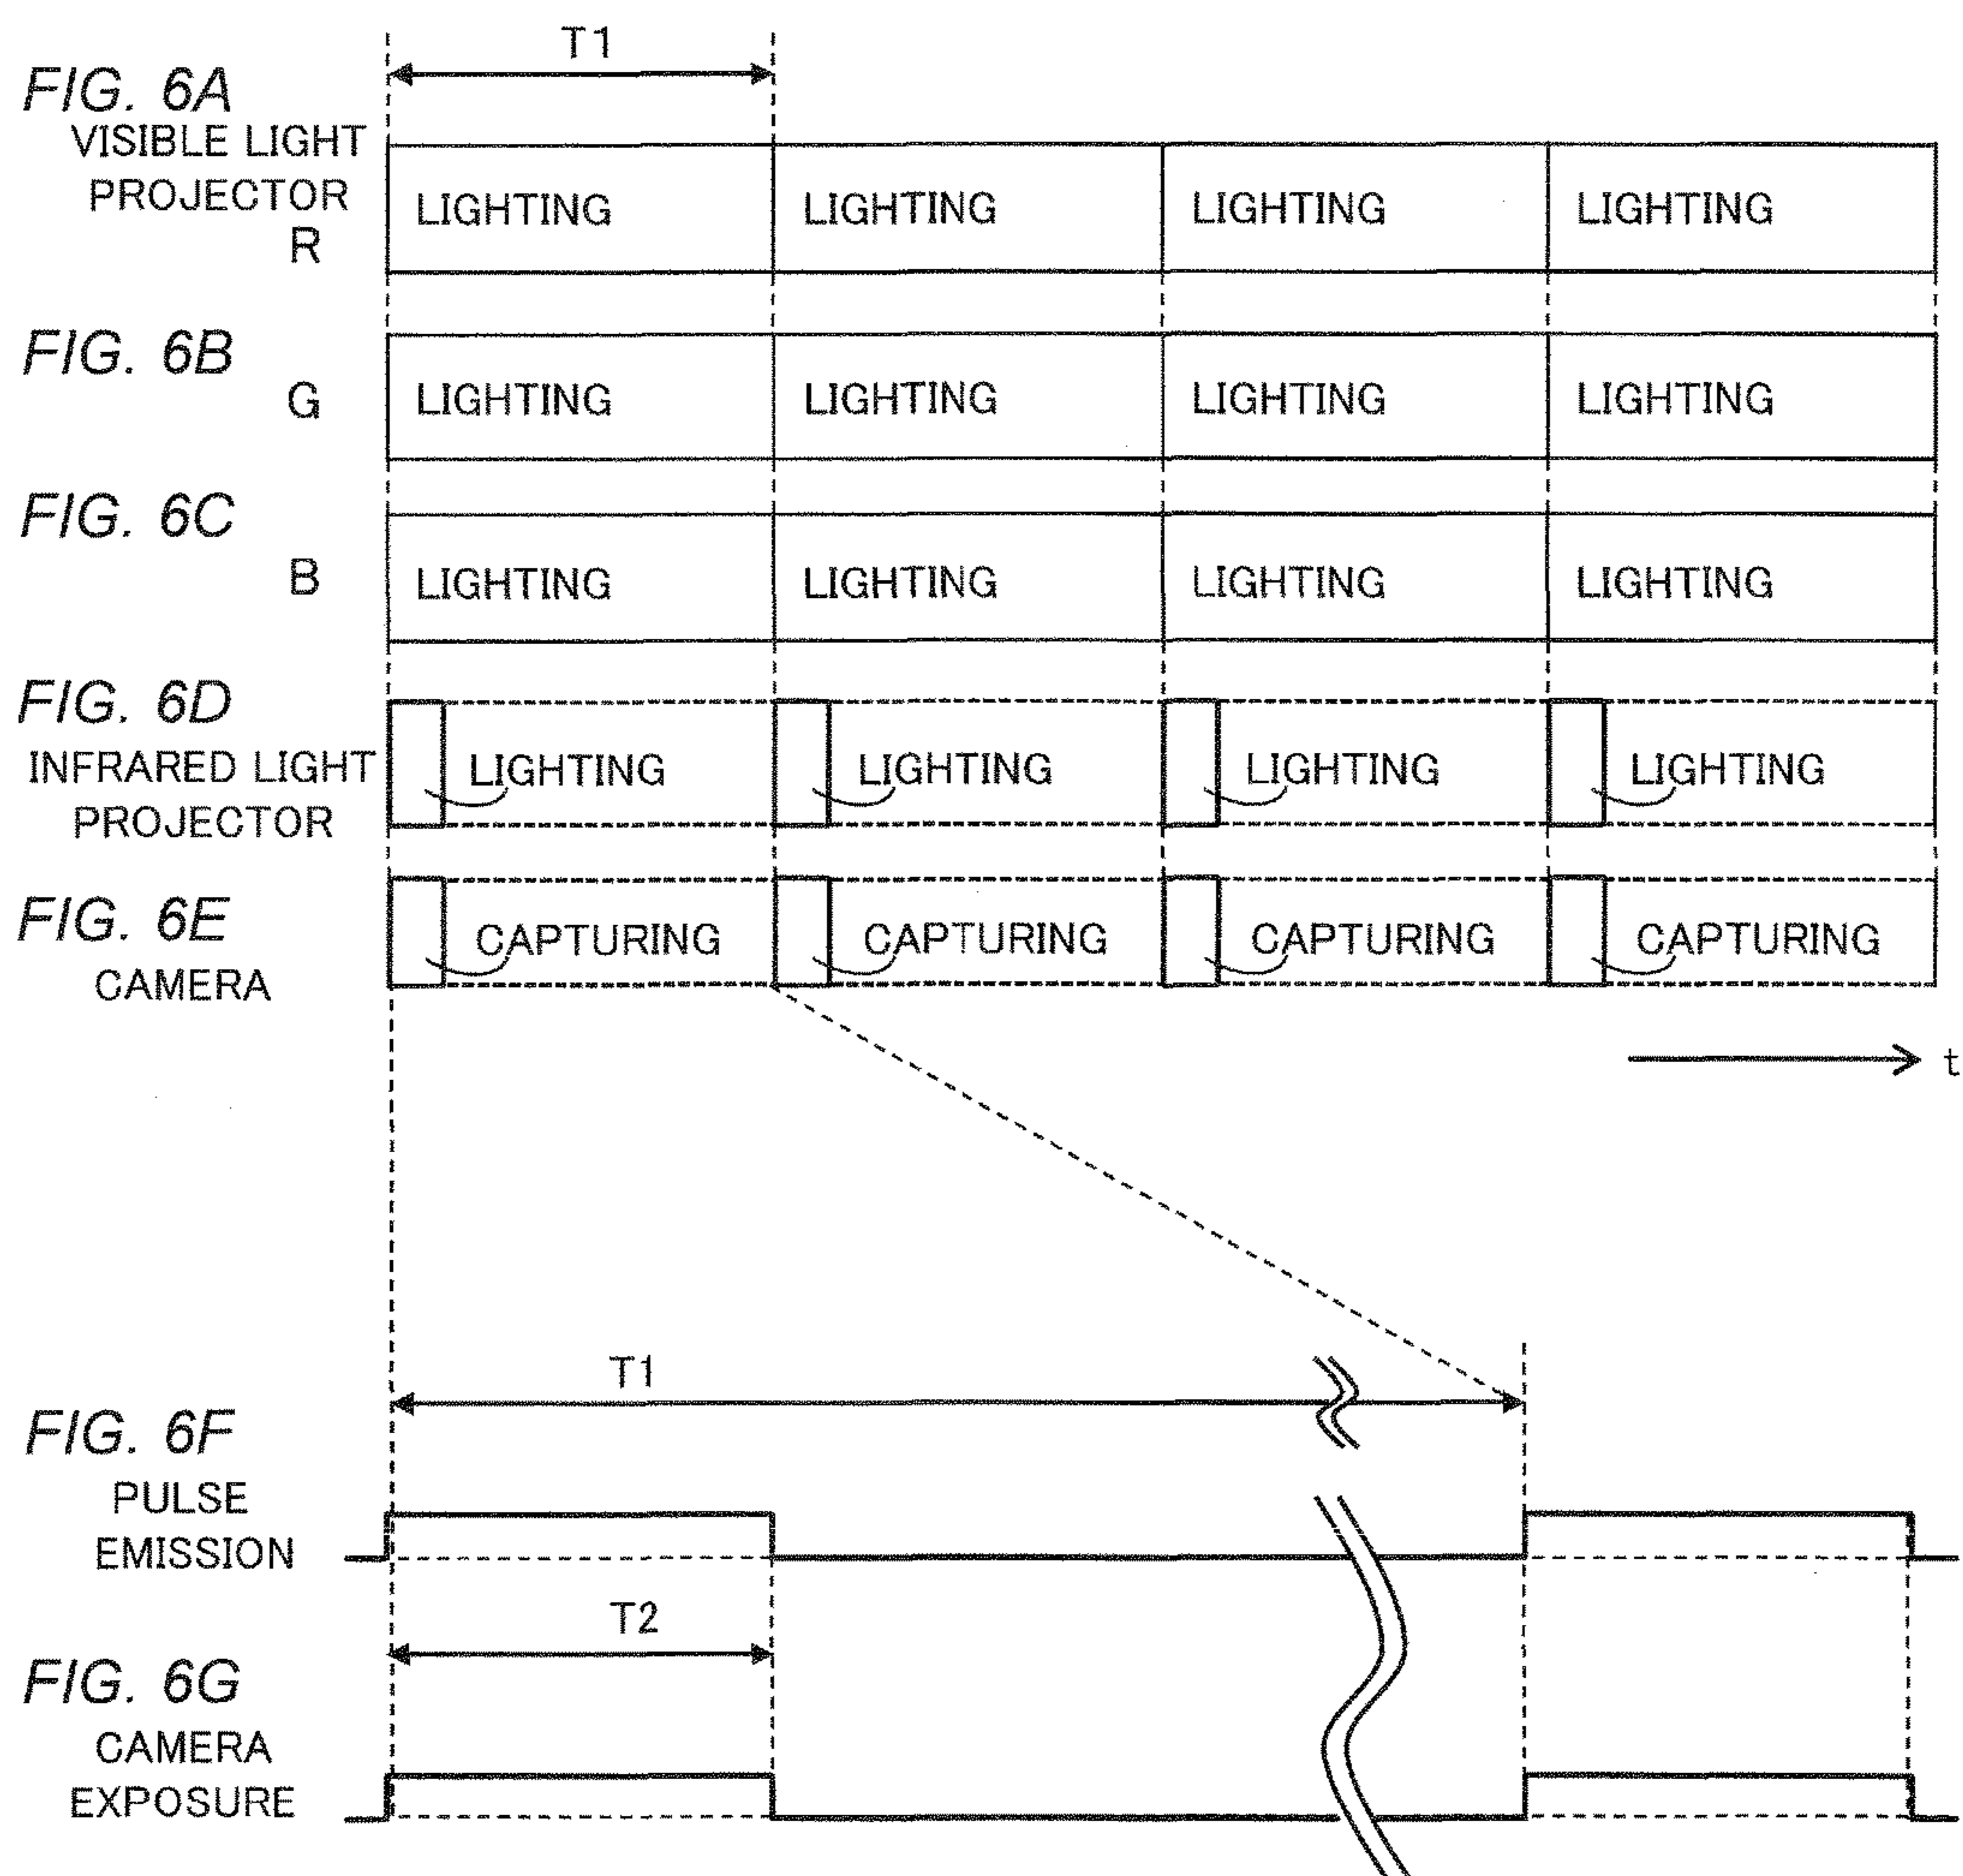 T1
FIG. 6A
VISIBLE LIGHT
PROJECTOR
R
LIGHTING LIGHTING LIGHTING LIGHTING
FIG. 6B
G
LIGHTING LIGHTING LIGHTING LIGHTING
FIG. 6C
B
LIGHTING LIGHTING LIGHTING LIGHTING
FIG. 6D
INFRARED LIGHT
PROJECTOR
LIGHTING LIGHTING LIGHTING LIGHTING
FIG. 6E
CAMERA
CAPTURING CAPTURING CAPTURING CAPTURING
t
T1
FIG. 6F
PULSE
EMISSION
T2
FIG. 6G
CAMERA
EXPOSURE